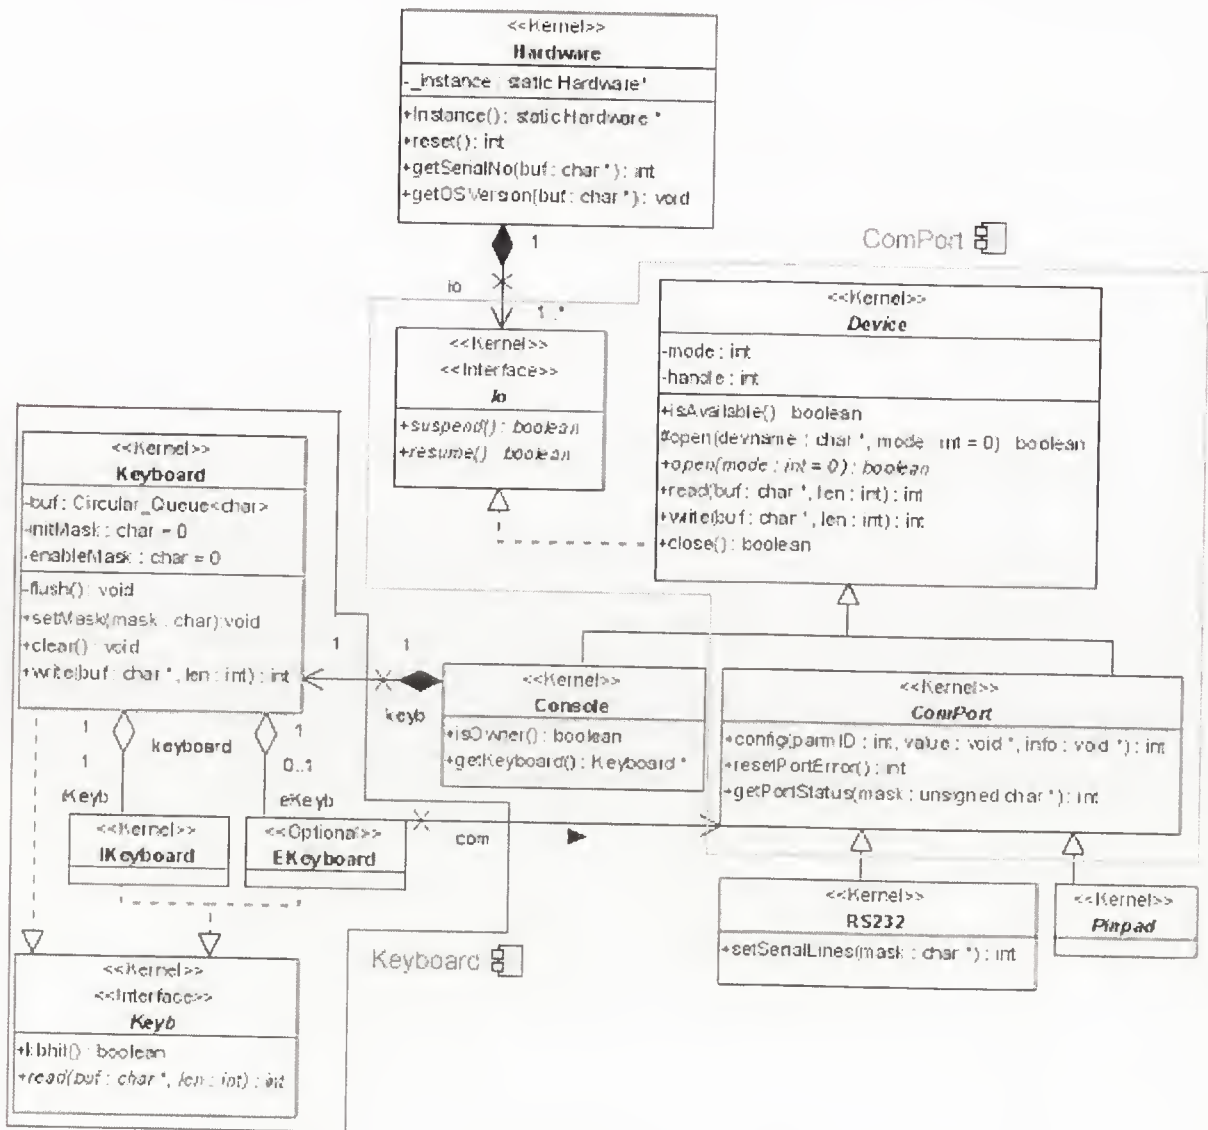 <<Kernel>>
Hardware
-_instance : static Hardware*
+Instance() : static Hardware *
+reset() : int
+getSerialNo(buf : char *) : int
+getOSVersion(buf : char *) : void
1
io
1..*
ComPort
<<Kernel>>
<<Interface>>
Io
+suspend() : boolean
+resume() boolean
<<Kernel>>
Device
-mode : int
-handle : int
+isAvailable() boolean
#open(devname : char *, mode int = 0) boolean
+open(mode : int = 0) : boolean
+read(buf : char *, len : int) : int
+write(buf : char *, len : int) : int
+close() : boolean
<<Kernel>>
Keyboard
-buf : Circular_Queue<char>
-initMask : char = 0
-enableMask : char = 0
-flush() : void
+setMask(mask : char):void
+clear() : void
+write(buf : char *, len : int) : int
1
1
keyb
<<Kernel>>
Console
+isOwner() : boolean
+getKeyboard() : Keyboard *
<<Kernel>>
ComPort
+config(parmID : int, value : void *, info : void *) : int
+resetPortError() : int
+getPortStatus(mask : unsigned char *) : int
1
keyboard
1
1
0..1
iKeyb
eKeyb
<<Kernel>>
IKeyboard
<<Optional>>
EKeyboard
com
<<Kernel>>
RS232
+setSerialLines(mask : char *) : int
<<Kernel>>
Pinpad
Keyboard
<<Kernel>>
<<Interface>>
Keyb
+kbhit() : boolean
+read(buf : char *, len : int) : int